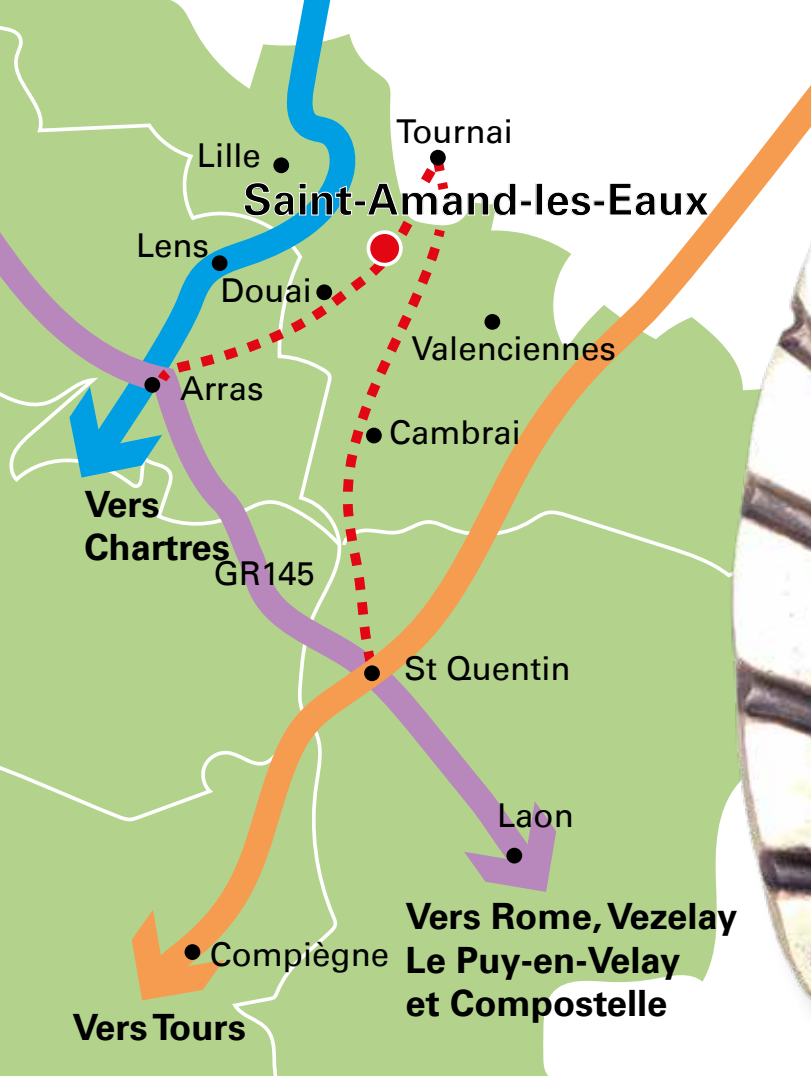 Tournai
Lille
Saint-Amand-les-Eaux
Lens
Douai
Valenciennes
Arras
Cambrai
Vers
Chartres
GR145
St Quentin
Laon
Vers Rome, Vezelay
Le Puy-en-Velay
et Compostelle
Compiègne
Vers Tours